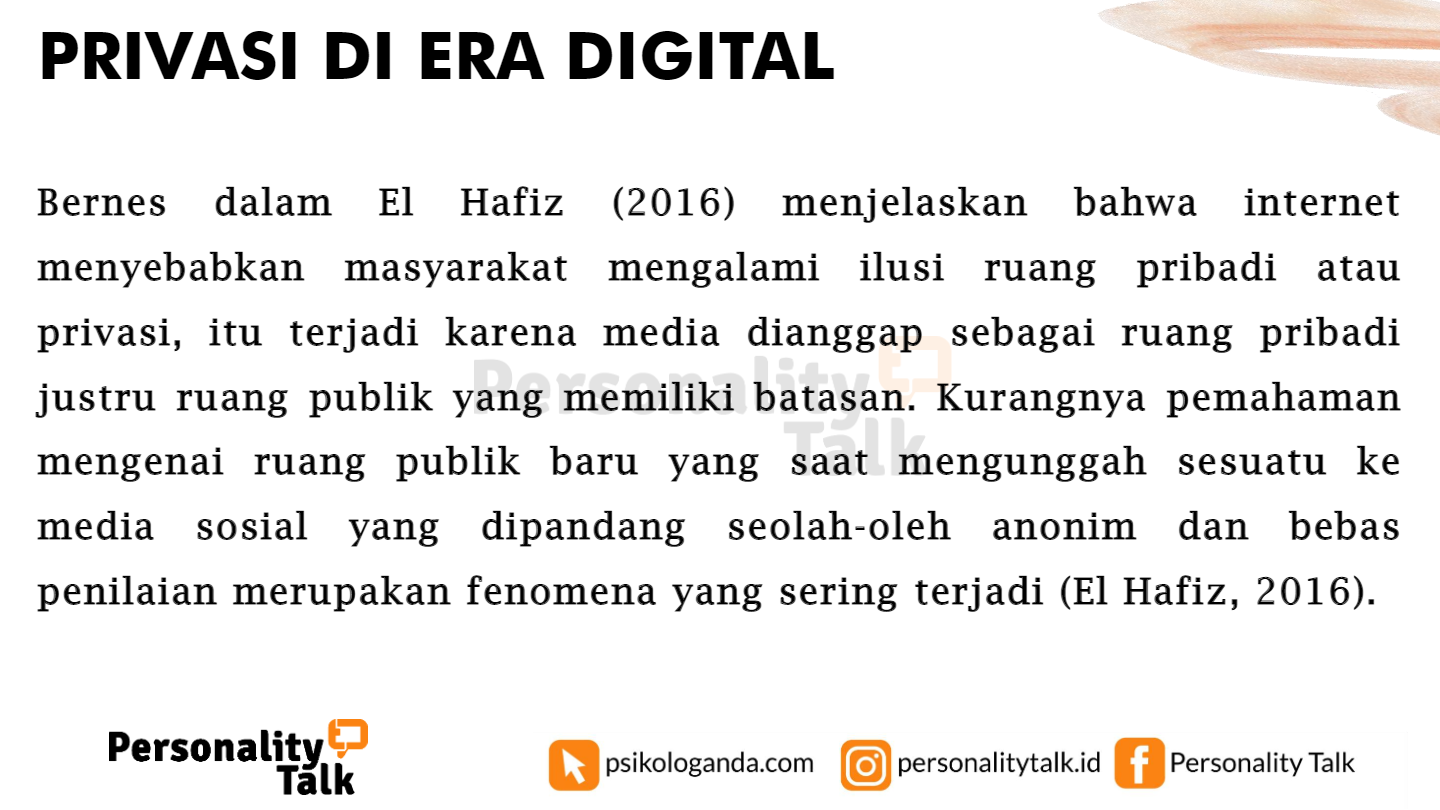 PRIVASI DI ERA DIGITAL
Bernes dalam El Hafiz (2016) menjelaskan bahwa internet
menyebabkan masyarakat mengalami ilusi ruang pribadi atau
privasi, itu terjadi karena media dianggap sebagai ruang pribadi
justru ruang publik yang memiliki batasan. Kurangnya pemahaman
mengenai ruang publik baru yang saat mengunggah sesuatu ke
media sosial yang dipandang seolah-oleh anonim dan bebas
penilaian merupakan fenomena yang sering terjadi (El Hafiz, 2016).
Personality
Talk
Personality
Talk
psikologanda.com
personalitytalk.id
Personality Talk